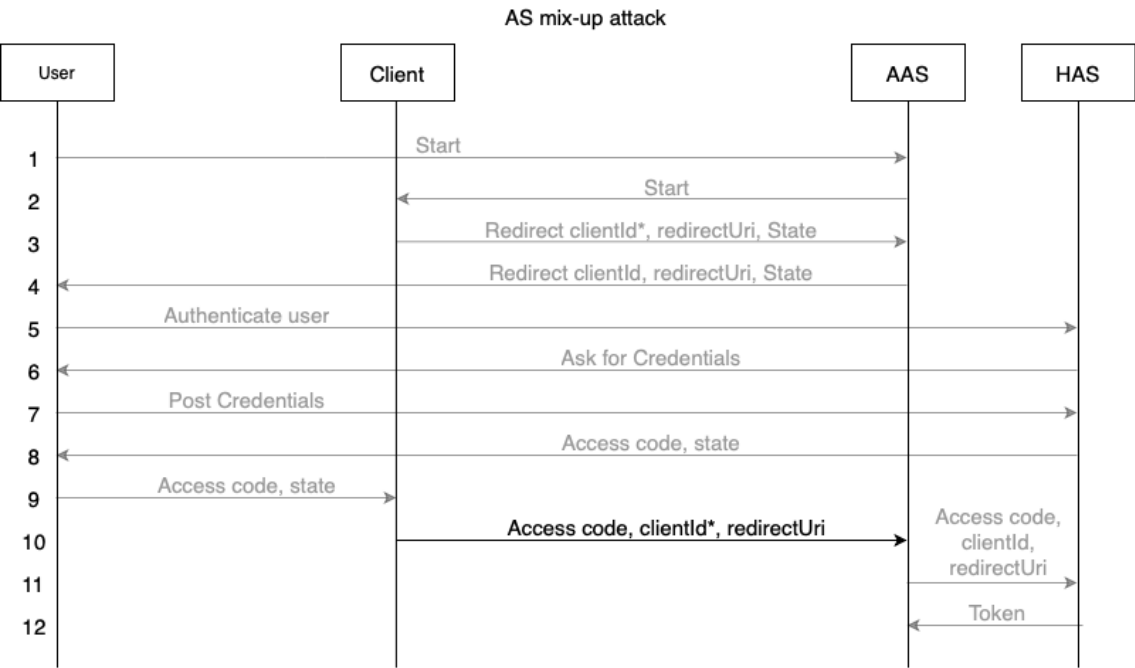 AS mix-up attack
User
Client
AAS
HAS
1
Start
2
Start
3
Redirect clientId*, redirectUri, State
4
Redirect clientId, redirectUri, State
5
Authenticate user
6
Ask for Credentials
7
Post Credentials
8
Access code, state
9
Access code, state
10
Access code, clientId*, redirectUri
Access code,
clientId,
redirectUri
11
12
Token